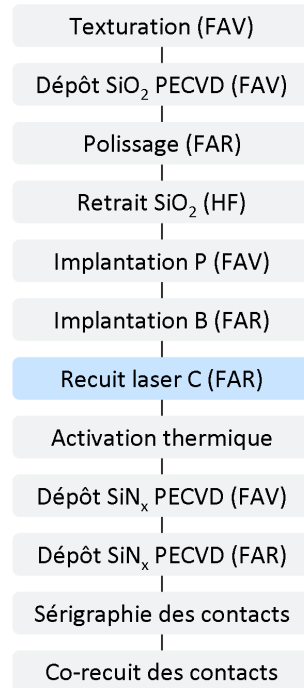 Texturation (FAV)
Dépôt SiO₂ PECVD (FAV)
Polissage (FAR)
Retrait SiO₂ (HF)
Implantation P (FAV)
Implantation B (FAR)
Recuit laser C (FAR)
Activation thermique
Dépôt SiNₓ PECVD (FAV)
Dépôt SiNₓ PECVD (FAR)
Sérigraphie des contacts
Co-recuit des contacts